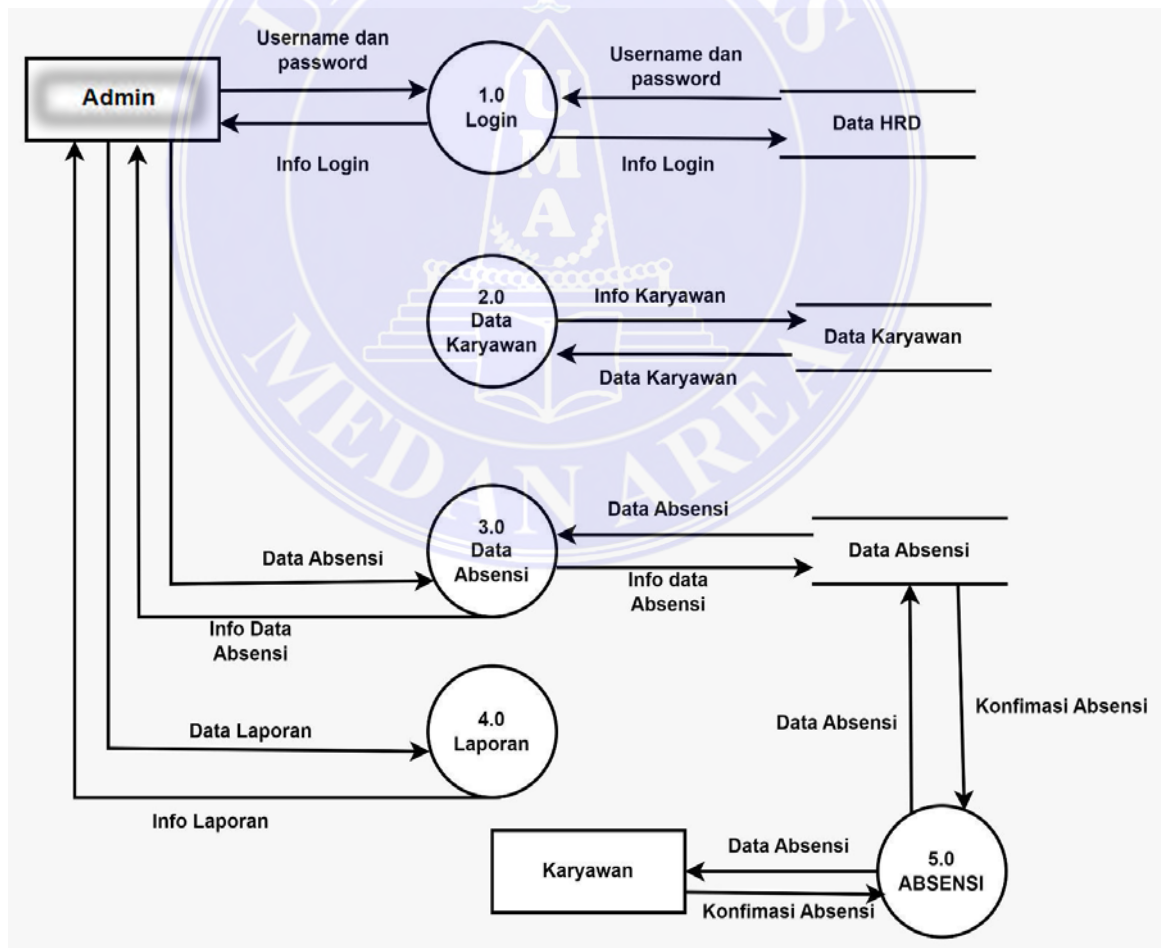 Username dan
password
Admin
1.0
Login
Username dan
password
Data HRD
Info Login
Info Login
UMA
2.0
Data
Karyawan
Info Karyawan
Data Karyawan
Data Karyawan
MEDAN AREA
3.0
Data
Absensi
Data Absensi
Data Absensi
Data Absensi
Info data
Absensi
Info Data
Absensi
4.0
Laporan
Data Laporan
Info Laporan
Data Absensi
Konfimasi Absensi
Karyawan
Data Absensi
5.0
ABSENSI
Konfimasi Absensi